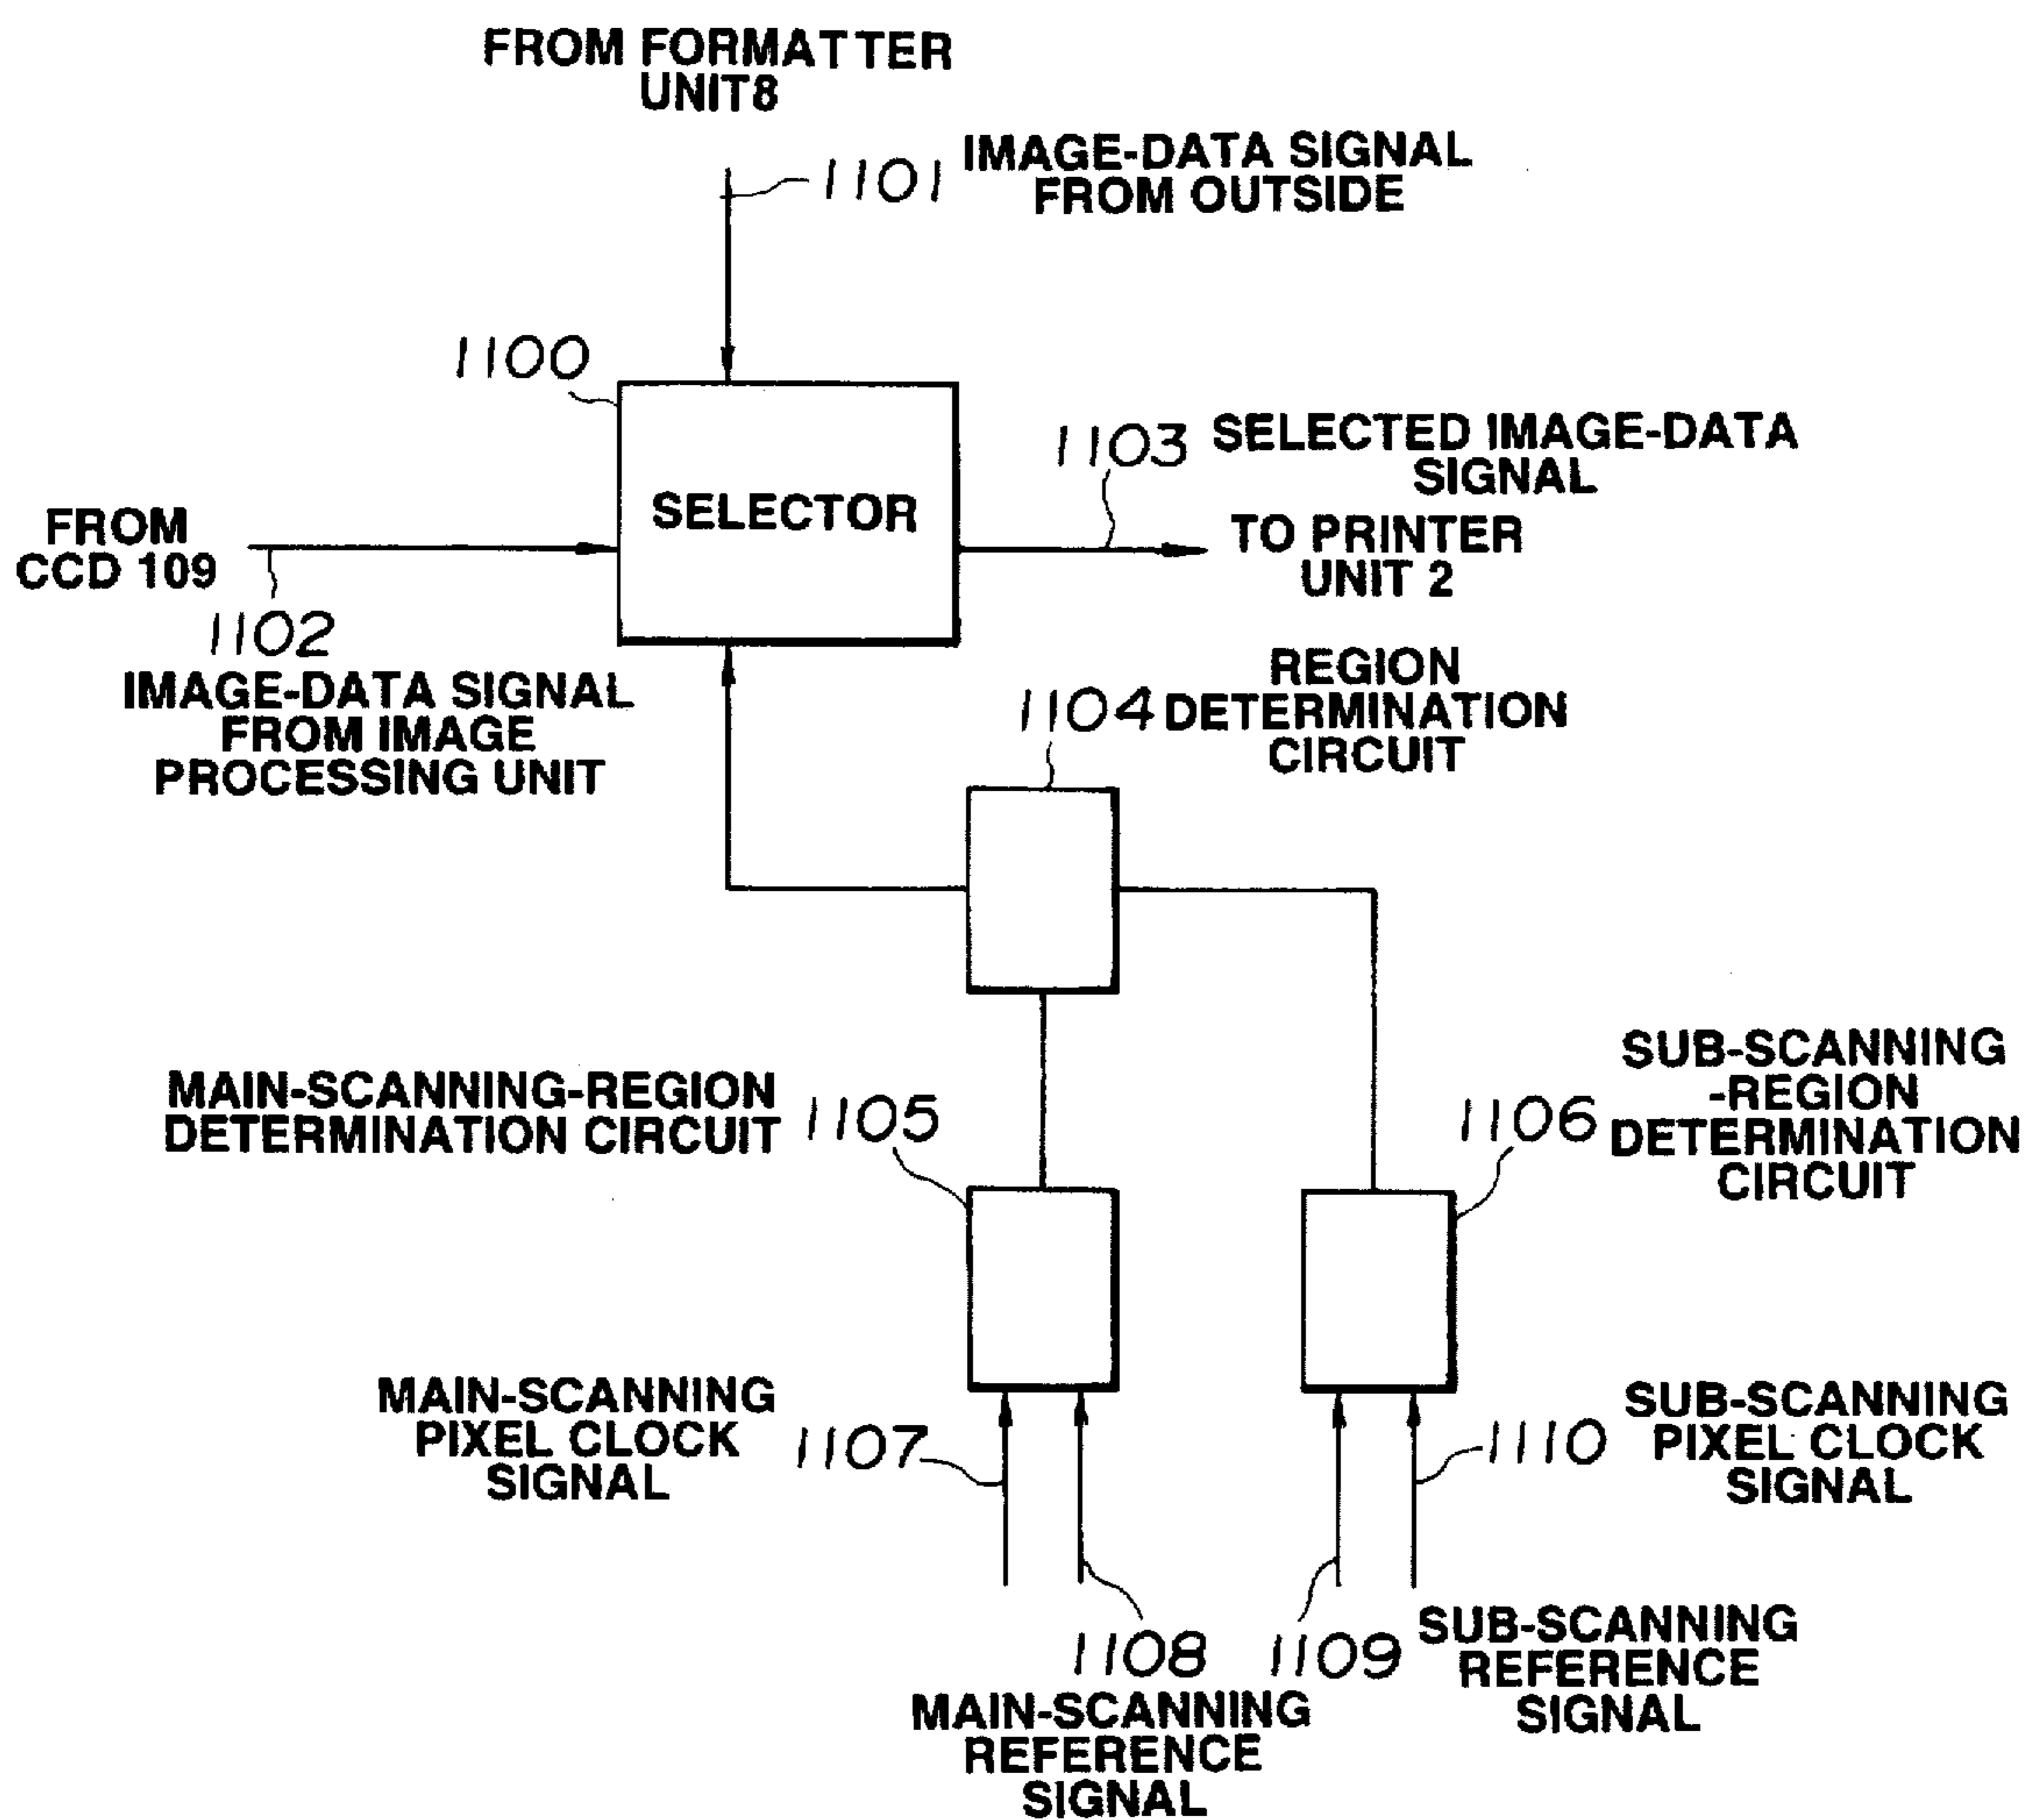 FROM FORMATTER
UNIT8
1101
IMAGE-DATA SIGNAL
FROM OUTSIDE
1100
SELECTOR
1103
SELECTED IMAGE-DATA
SIGNAL
TO PRINTER
UNIT 2
FROM
CCD 109
1102
IMAGE-DATA SIGNAL
FROM IMAGE
PROCESSING UNIT
1104
REGION
DETERMINATION
CIRCUIT
MAIN-SCANNING-REGION
DETERMINATION CIRCUIT
1105
1106
SUB-SCANNING
-REGION
DETERMINATION
CIRCUIT
MAIN-SCANNING
PIXEL CLOCK
SIGNAL
1107
1110
SUB-SCANNING
PIXEL CLOCK
SIGNAL
1108
MAIN-SCANNING
REFERENCE
SIGNAL
1109
SUB-SCANNING
REFERENCE
SIGNAL